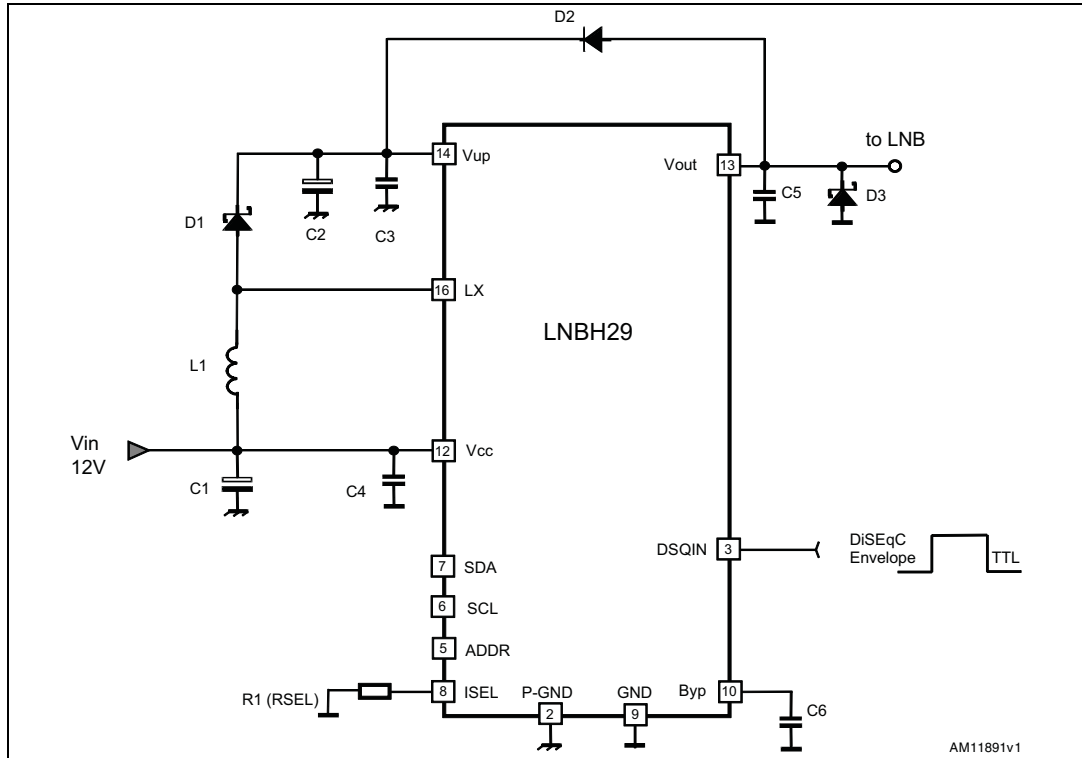 D2
to LNB
14
Vup
Vout
13
C5
D3
D1
C2
C3
16
LX
LNBH29
L1
Vin
12V
12
Vcc
C1
C4
DSQIN
3
DiSEqC
Envelope
TTL
7
SDA
6
SCL
5
ADDR
R1 (RSEL)
8
ISEL
P-GND
GND
Byp
10
2
9
C6
AM11891v1